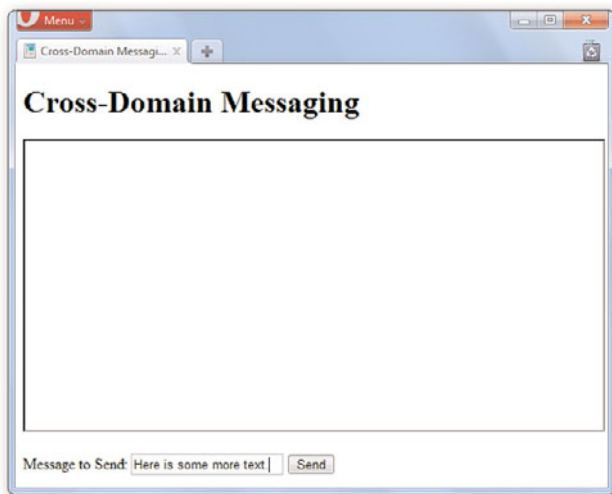 Menu
Cross-Domain Messagi...
Cross-Domain Messaging
Message to Send: Here is some more text. Send